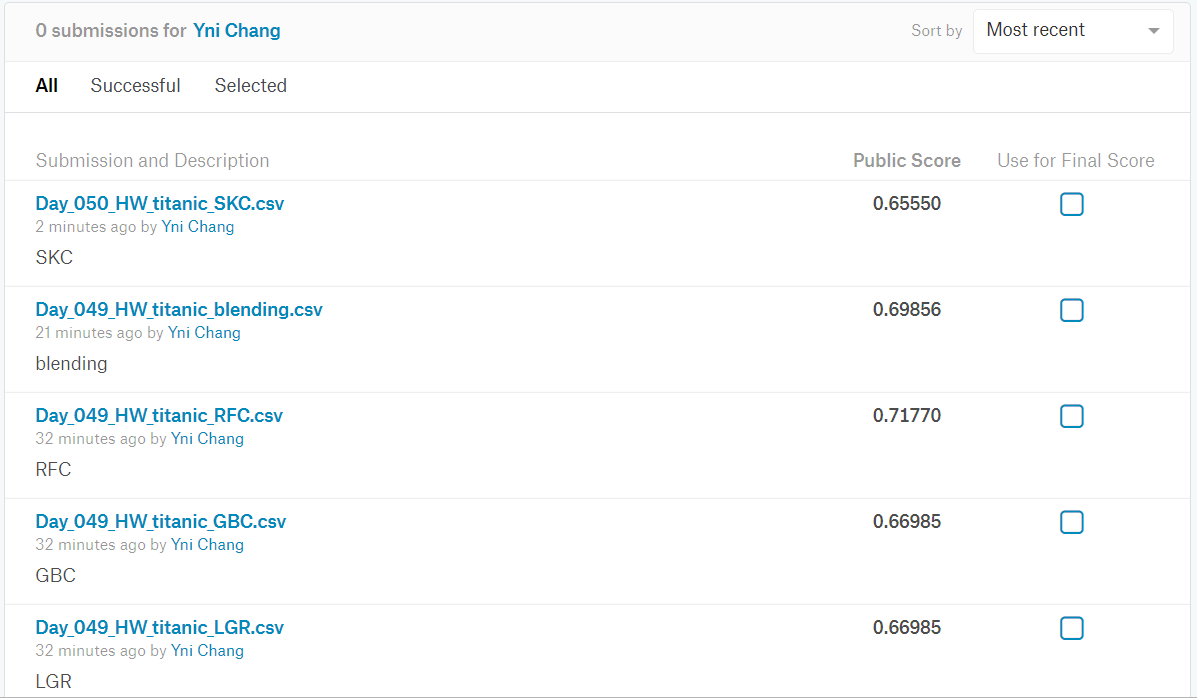 0 submissions for Yni Chang
Sort by Most recent
All Successful Selected
Submission and Description Public Score Use for Final Score
Day_050_HW_titanic_SKC.csv 0.65550
2 minutes ago by Yni Chang
SKC
Day_049_HW_titanic_blending.csv 0.69856
21 minutes ago by Yni Chang
blending
Day_049_HW_titanic_RFC.csv 0.71770
32 minutes ago by Yni Chang
RFC
Day_049_HW_titanic_GBC.csv 0.66985
32 minutes ago by Yni Chang
GBC
Day_049_HW_titanic_LGR.csv 0.66985
32 minutes ago by Yni Chang
LGR